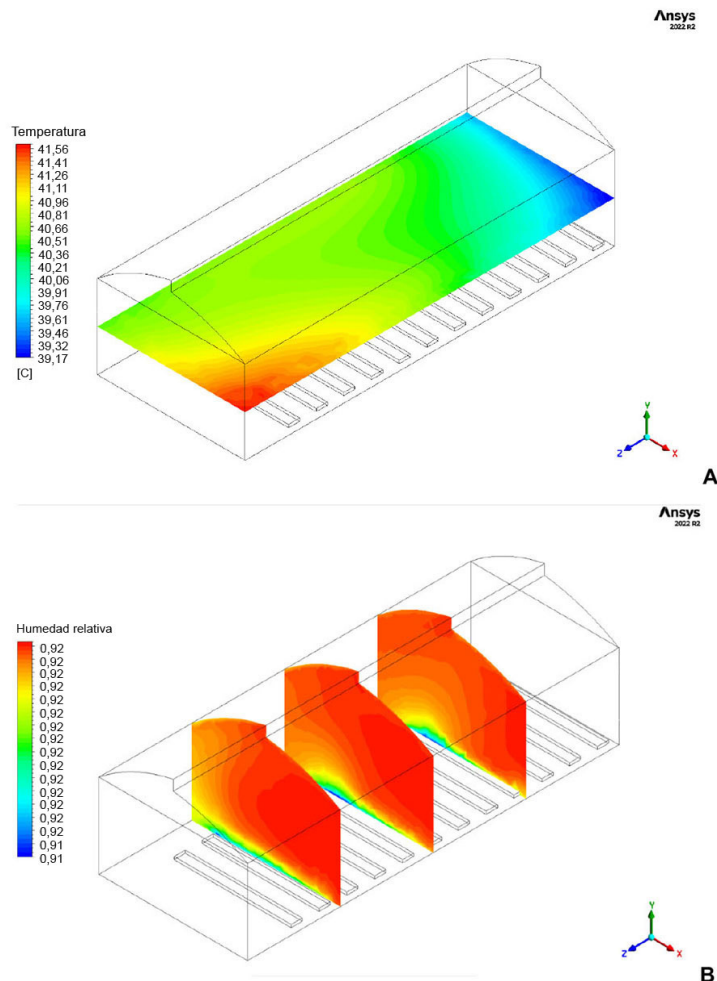 Ansys
2022 R2
Temperatura
41,56
41,41
41,26
41,11
40,96
40,81
40,66
40,51
40,36
40,21
40,06
39,91
39,76
39,61
39,46
39,32
39,17
[C]
Y
Z
X
A
Ansys
2022 R2
Humedad relativa
0,92
0,92
0,92
0,92
0,92
0,92
0,92
0,92
0,92
0,92
0,92
0,92
0,92
0,92
0,91
0,91
Y
Z
X
B